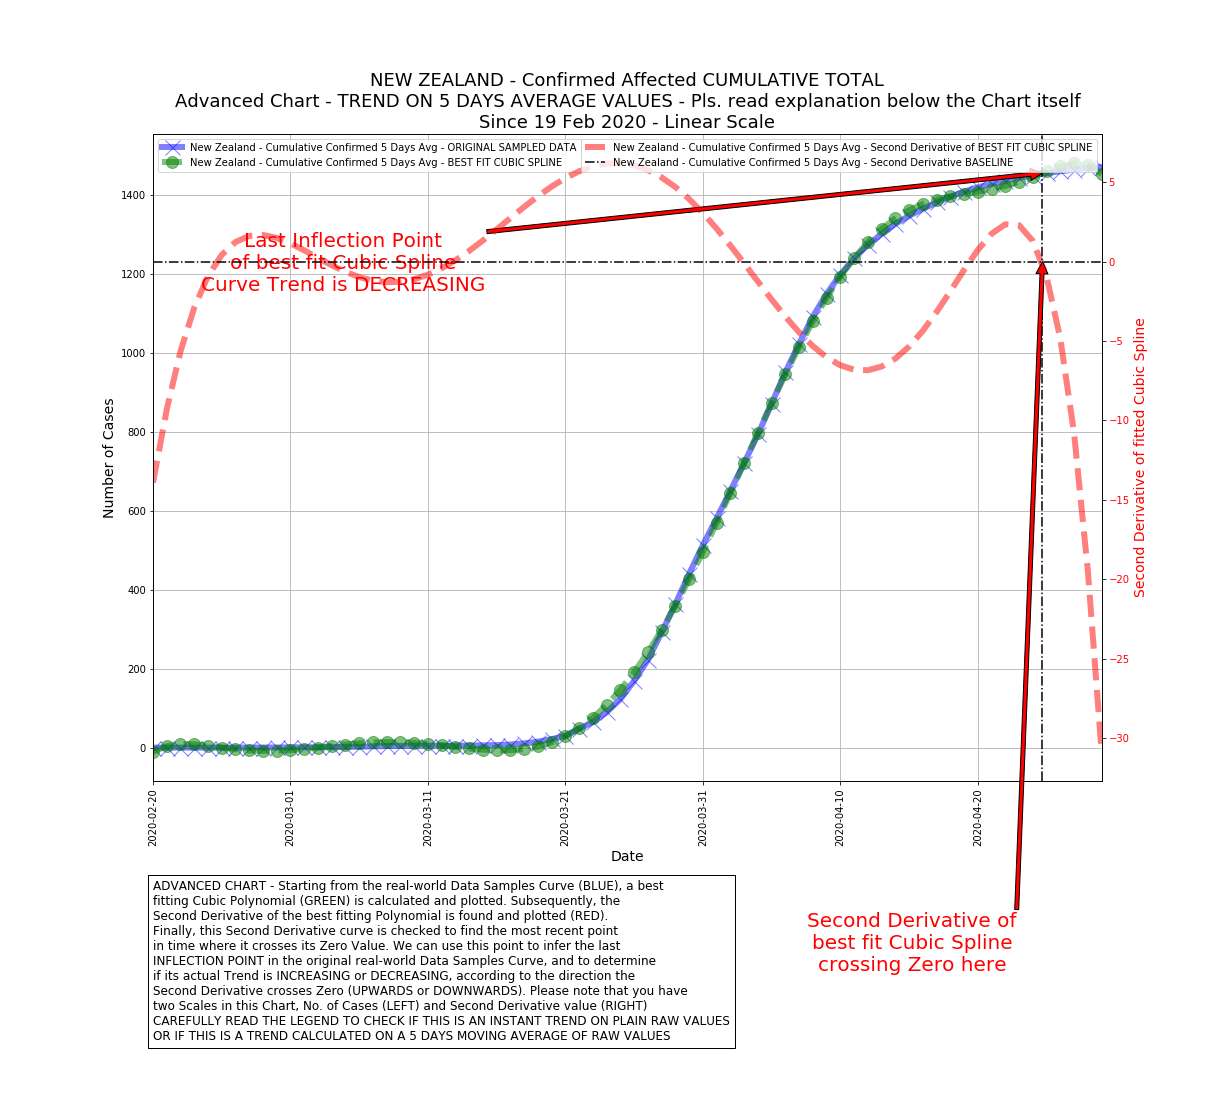 NEW ZEALAND - Confirmed Affected CUMULATIVE TOTAL
Advanced Chart - TREND ON 5 DAYS AVERAGE VALUES - Pls. read explanation below the Chart itself
Since 19 Feb 2020 - Linear Scale
New Zealand - Cumulative Confirmed 5 Days Avg - ORIGINAL SAMPLED DATA
New Zealand - Cumulative Confirmed 5 Days Avg - BEST FIT CUBIC SPLINE
New Zealand - Cumulative Confirmed 5 Days Avg - Second Derivative of BEST FIT CUBIC SPLINE
New Zealand - Cumulative Confirmed 5 Days Avg - Second Derivative BASELINE
Last Inflection Point
of best fit Cubic Spline
Curve Trend is DECREASING
Number of Cases
1400
1200
1000
800
600
400
200
0
5
0
−5
−10
−15
−20
−25
−30
Second Derivative of fitted Cubic Spline
2020-02-20
2020-03-01
2020-03-11
2020-03-21
2020-03-31
2020-04-10
2020-04-20
Date
ADVANCED CHART - Starting from the real-world Data Samples Curve (BLUE), a best
fitting Cubic Polynomial (GREEN) is calculated and plotted. Subsequently, the
Second Derivative of the best fitting Polynomial is found and plotted (RED).
Finally, this Second Derivative curve is checked to find the most recent point
in time where it crosses its Zero Value. We can use this point to infer the last
INFLECTION POINT in the original real-world Data Samples Curve, and to determine
if its actual Trend is INCREASING or DECREASING, according to the direction the
Second Derivative crosses Zero (UPWARDS or DOWNWARDS). Please note that you have
two Scales in this Chart, No. of Cases (LEFT) and Second Derivative value (RIGHT)
CAREFULLY READ THE LEGEND TO CHECK IF THIS IS AN INSTANT TREND ON PLAIN RAW VALUES
OR IF THIS IS A TREND CALCULATED ON A 5 DAYS MOVING AVERAGE OF RAW VALUES
Second Derivative of
best fit Cubic Spline
crossing Zero here